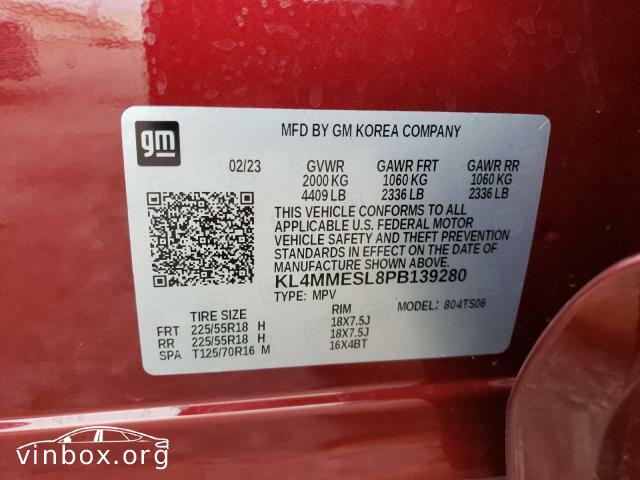 gm
MFD BY GM KOREA COMPANY
02/23 GVWR GAWR FRT GAWR RR
2000 KG 1060 KG 1060 KG
4409 LB 2336 LB 2336 LB
THIS VEHICLE CONFORMS TO ALL
APPLICABLE U.S. FEDERAL MOTOR
VEHICLE SAFETY AND THEFT PREVENTION
STANDARDS IN EFFECT ON THE DATE OF
MANUFACTURE SHOWN ABOVE.
KL4MMESL8PB139280
TYPE: MPV MODEL: 804TS06
TIRE SIZE RIM
FRT 225/55R18 H 18X7.5J
RR 225/55R18 H 18X7.5J
SPA T125/70R16 M 16X4BT
vinbox.org